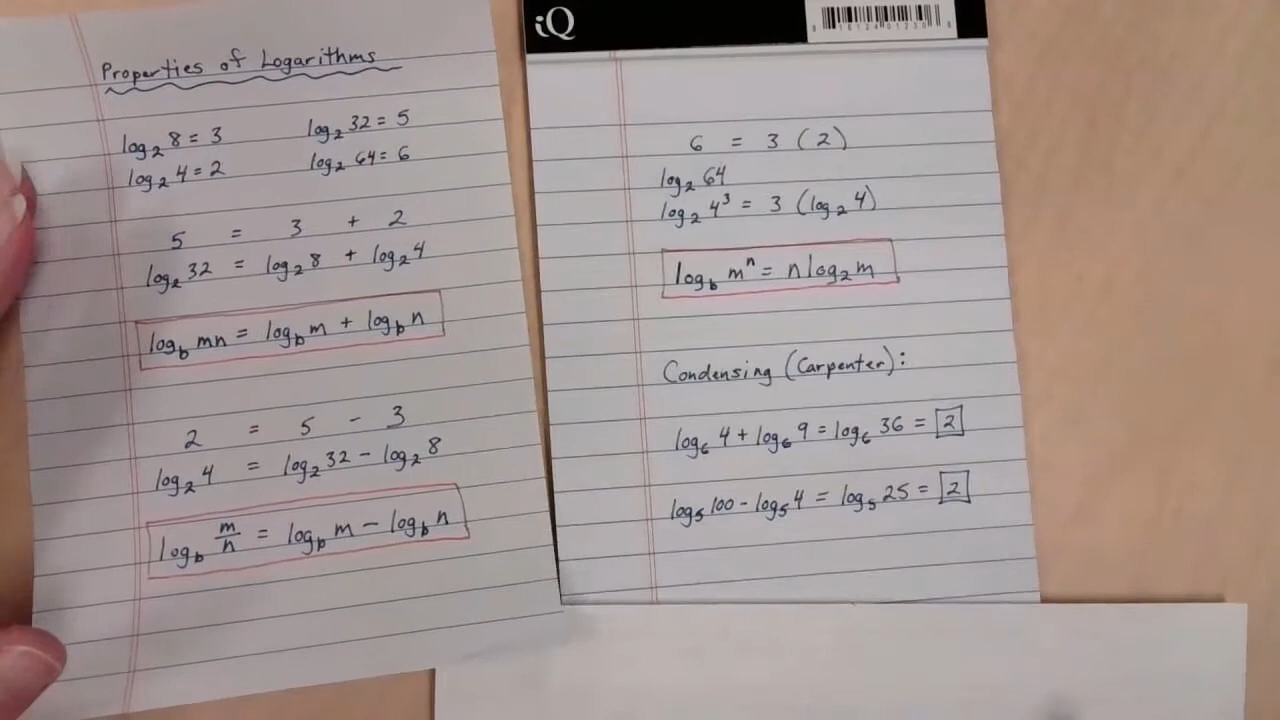 Properties of Logarithms
log₂ 8 = 3 log₂ 32 = 5
log₂ 4 = 2 log₂ 64 = 6
5 = 3 + 2
log₂ 32 = log₂ 8 + log₂ 4
log_b mn = log_b m + log_b n
2 = 5 - 3
log₂ 4 = log₂ 32 - log₂ 8
log_b m/n = log_b m - log_b n
iQ
6 = 3 (2)
log₂ 64
log₂ 4³ = 3 (log₂ 4)
log_b mⁿ = n log₂ m
Condensing (Carpenter):
log₆ 4 + log₆ 9 = log₆ 36 = 2
log₅ 100 - log₅ 4 = log₅ 25 = 2